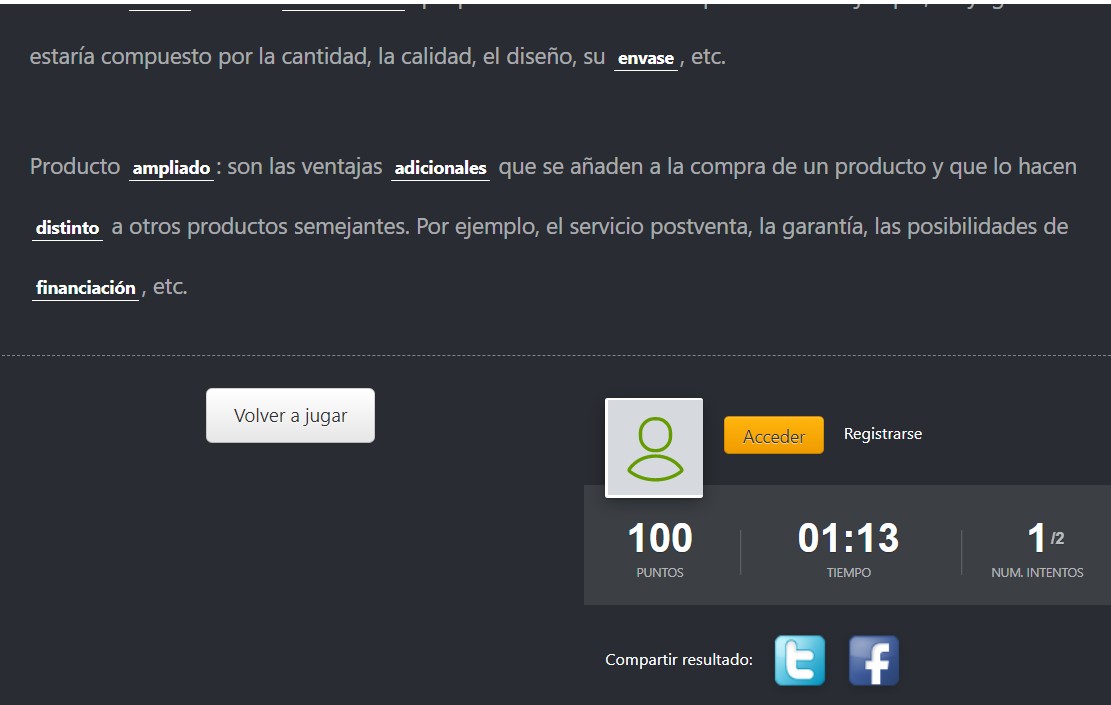 estaría compuesto por la cantidad, la calidad, el diseño, su envase, etc.
Producto ampliado: son las ventajas adicionales que se añaden a la compra de un producto y que lo hacen
distinto a otros productos semejantes. Por ejemplo, el servicio postventa, la garantía, las posibilidades de
financiación, etc.
Volver a jugar
Acceder Registrarse
100 01:13 1/2
PUNTOS TIEMPO NUM. INTENTOS
Compartir resultado: